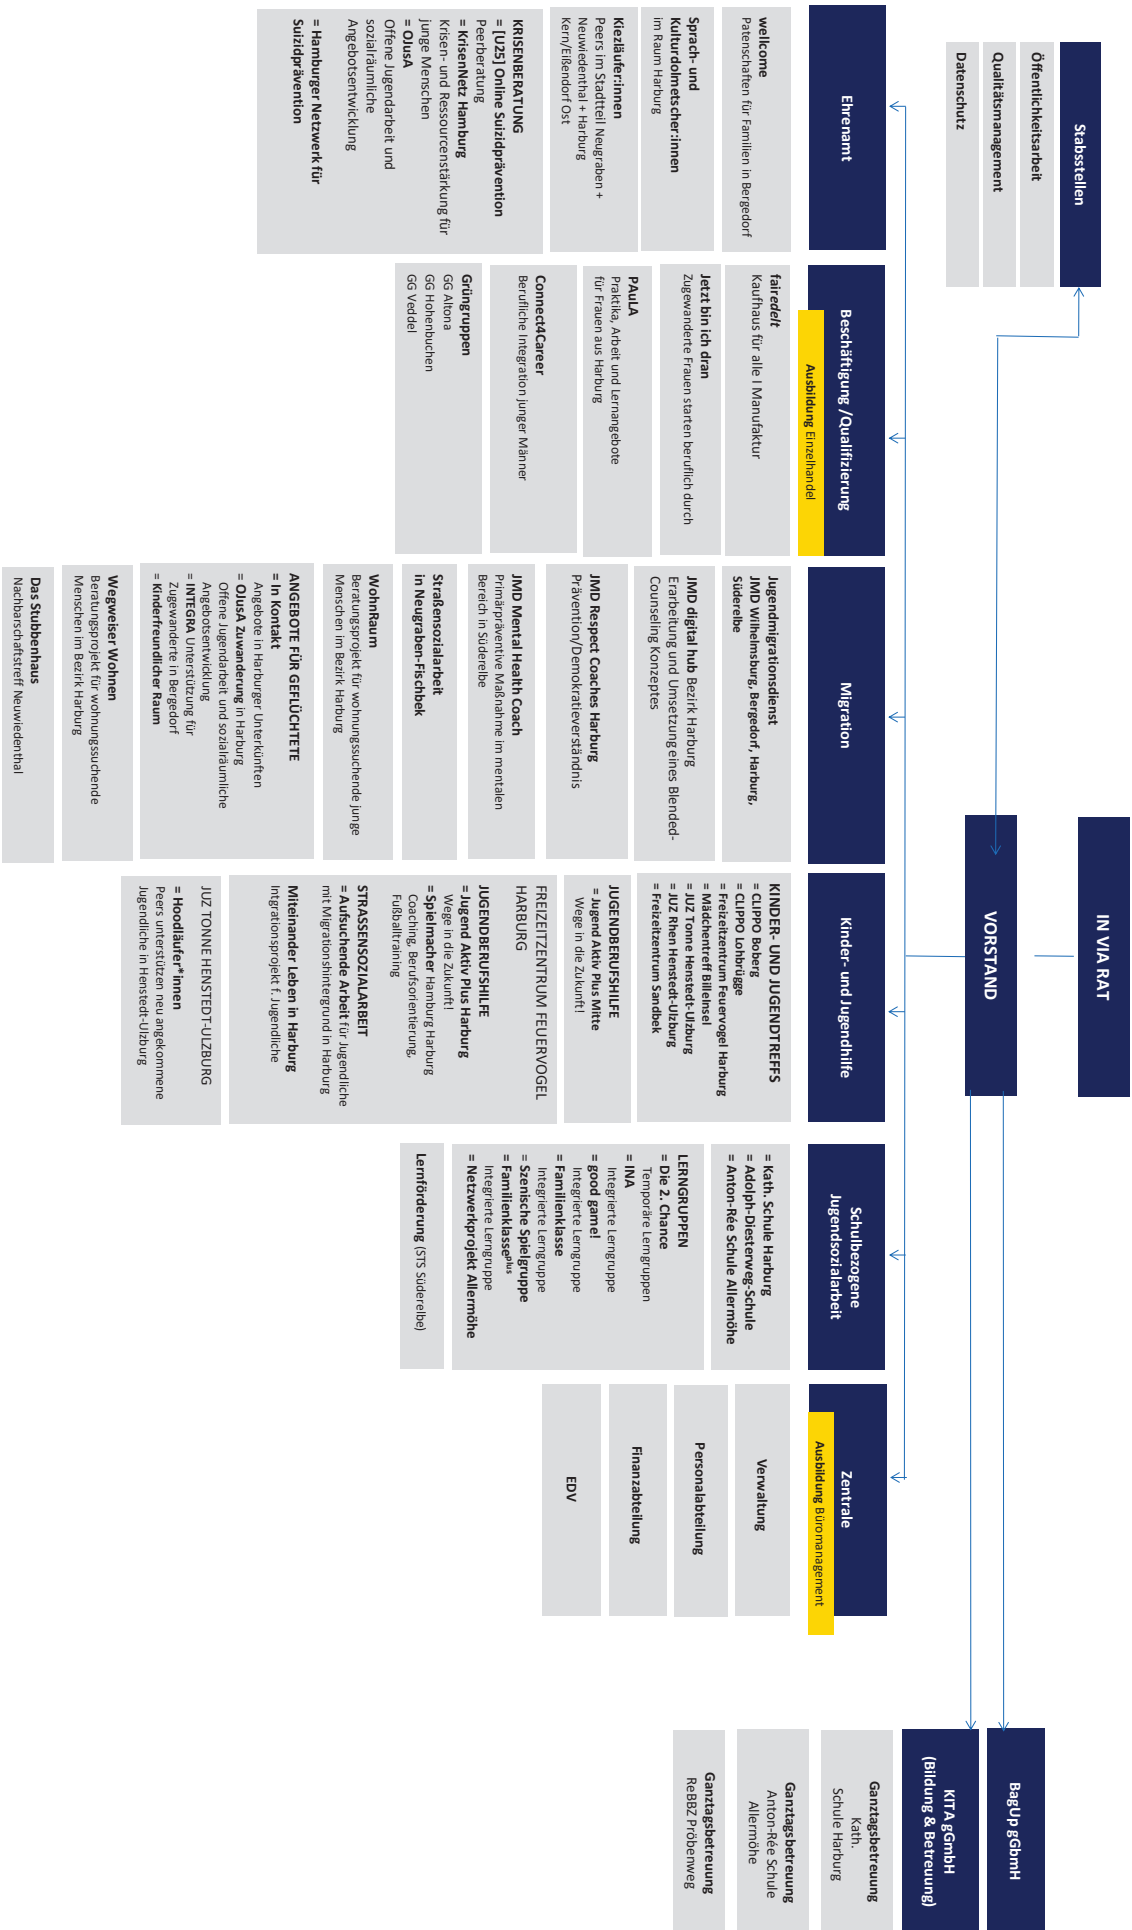 IN VIA RAT
VORSTAND
Stabsstellen
Öffentlichkeitsarbeit
Qualitätsmanagement
Datenschutz
BagUp gGbmH
KITA gGmbH
(Bildung & Betreuung)
Ganztagsbetreuung
Kath.
Schule Harburg
Ganztagsbetreuung
Anton-Rée Schule
Allermöhe
Ganztagsbetreuung
ReBBZ Pröbenweg
Ehrenamt
wellcome
Patenschaften für Familien in Bergedorf
Sprach- und
Kulturdolmetscher:innen
im Raum Harburg
Kiezläufer:innen
Peers im Stadtteil Neugraben +
Neuwiedenthal + Harburg
Kern/Eißendorf Ost
KRISENBERATUNG
= [U25] Online Suizidprävention
Peerberatung
= KrisenNetz Hamburg
Krisen- und Ressourcenstärkung für
junge Menschen
= OJusA
Offene Jugendarbeit und
sozialräumliche
Angebotsentwicklung
= Hamburger Netzwerk für
Suizidprävention
Beschäftigung /Qualifizierung
Ausbildung Einzelhandel
fairedelt
Kaufhaus für alle I Manufaktur
Jetzt bin ich dran
Zugewanderte Frauen starten beruflich durch
PAuLA
Praktika, Arbeit und Lernangebote
für Frauen aus Harburg
Connect4Career
Berufliche Integration junger Männer
Grüngruppen
GG Altona
GG Hohenbuchen
GG Veddel
Migration
Jugendmigrationsdienst
JMD Wilhelmsburg, Bergedorf, Harburg,
Süderelbe
JMD digital hub Bezirk Harburg
Erarbeitung und Umsetzung eines Blended-
Counseling Konzeptes
JMD Respect Coaches Harburg
Prävention/Demokratieverständnis
JMD Mental Health Coach
Primärpräventive Maßnahme im mentalen
Bereich in Süderelbe
Straßensozialarbeit
in Neugraben-Fischbek
WohnRaum
Beratungsprojekt für wohnungssuchende junge
Menschen im Bezirk Harburg
ANGEBOTE FÜR GEFLÜCHTETE
= In Kontakt
Angebote in Harburger Unterkünften
= OJusA Zuwanderung in Harburg
Offene Jugendarbeit und sozialräumliche
Angebotsentwicklung
= INTEGRA Unterstützung für
Zugewanderte in Bergedorf
= Kinderfreundlicher Raum
Wegweiser Wohnen
Beratungsprojekt für wohnungssuchende
Menschen im Bezirk Harburg
Das Stubbenhaus
Nachbarschaftstreff Neuwiedenthal
Kinder- und Jugendhilfe
KINDER- UND JUGENDTREFFS
= CLIPPO Boberg
= CLIPPO Lohbrügge
= Freizeitzentrum Feuervogel Harburg
= Mädchentreff BilleInsel
= JUZ Tonne Henstedt-Ulzburg
= JUZ Rhen Henstedt-Ulzburg
= Freizeitzentrum Sandbek
JUGENDBERUFSHILFE
= Jugend Aktiv Plus Mitte
Wege in die Zukunft!
FREIZEITZENTRUM FEUERVOGEL
HARBURG
JUGENDBERUFSHILFE
= Jugend Aktiv Plus Harburg
Wege in die Zukunft!
= Spielmacher Hamburg Harburg
Coaching, Berufsorientierung,
Fußballtraining
STRASSENSOZIALARBEIT
= Aufsuchende Arbeit für Jugendliche
mit Migrationshintergrund in Harburg
Miteinander Leben in Harburg
Intgrationsprojekt f. Jugendliche
JUZ TONNE HENSTEDT-ULZBURG
= Hoodläufer*innen
Peers unterstützen neu angekommene
Jugendliche in Henstedt-Ulzburg
Schulbezogene
Jugendsozialarbeit
= Kath. Schule Harburg
= Adolph-Diesterweg-Schule
= Anton-Rée Schule Allermöhe
LERNGRUPPEN
= Die 2. Chance
Temporäre Lerngruppen
= INA
Integrierte Lerngruppe
= good game!
Integrierte Lerngruppe
= Familienklasse
Integrierte Lerngruppe
= Szenische Spielgruppe
= Familienklasseplus
Integrierte Lerngruppe
= Netzwerkprojekt Allermöhe
Lernförderung (STS Süderelbe)
Zentrale
Ausbildung Büromanagement
Verwaltung
Personalabteilung
Finanzabteilung
EDV